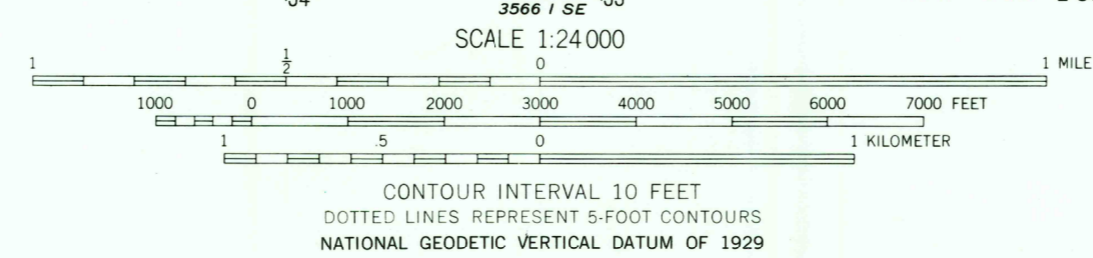 3566 I SE
SCALE 1:24 000
1 1/2 0 1 MILE
1000 0 1000 2000 3000 4000 5000 6000 7000 FEET
1 .5 0 1 KILOMETER
CONTOUR INTERVAL 10 FEET
DOTTED LINES REPRESENT 5-FOOT CONTOURS
NATIONAL GEODETIC VERTICAL DATUM OF 1929